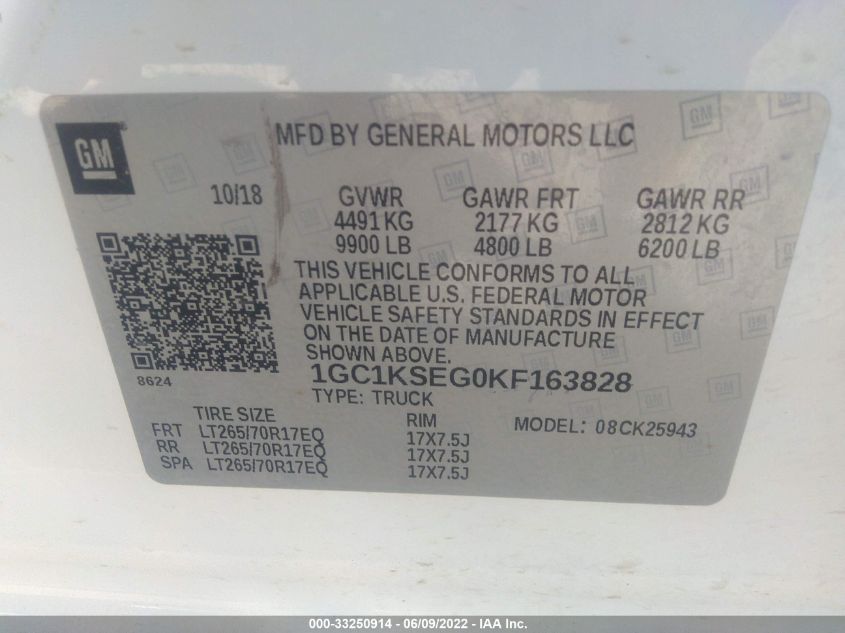 GM
MFD BY GENERAL MOTORS LLC
10/18 GVWR GAWR FRT GAWR RR
4491 KG 2177 KG 2812 KG
9900 LB 4800 LB 6200 LB
THIS VEHICLE CONFORMS TO ALL
APPLICABLE U.S. FEDERAL MOTOR
VEHICLE SAFETY STANDARDS IN EFFECT
ON THE DATE OF MANUFACTURE
SHOWN ABOVE.
8624
1GC1KSEG0KF163828
TYPE: TRUCK
TIRE SIZE RIM MODEL: 08CK25943
FRT LT265/70R17EQ 17X7.5J
RR LT265/70R17EQ 17X7.5J
SPA LT265/70R17EQ 17X7.5J
000-33250914 - 06/09/2022 - IAA Inc.